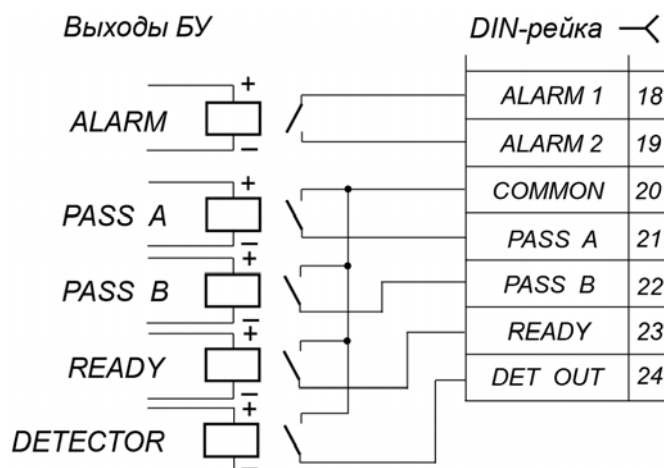 Выходы БУ
DIN-рейка
+
ALARM
−
ALARM 1 18
ALARM 2 19
+
PASS A
−
COMMON 20
PASS A 21
+
PASS B
−
PASS B 22
+
READY
−
READY 23
+
DETECTOR
−
DET OUT 24